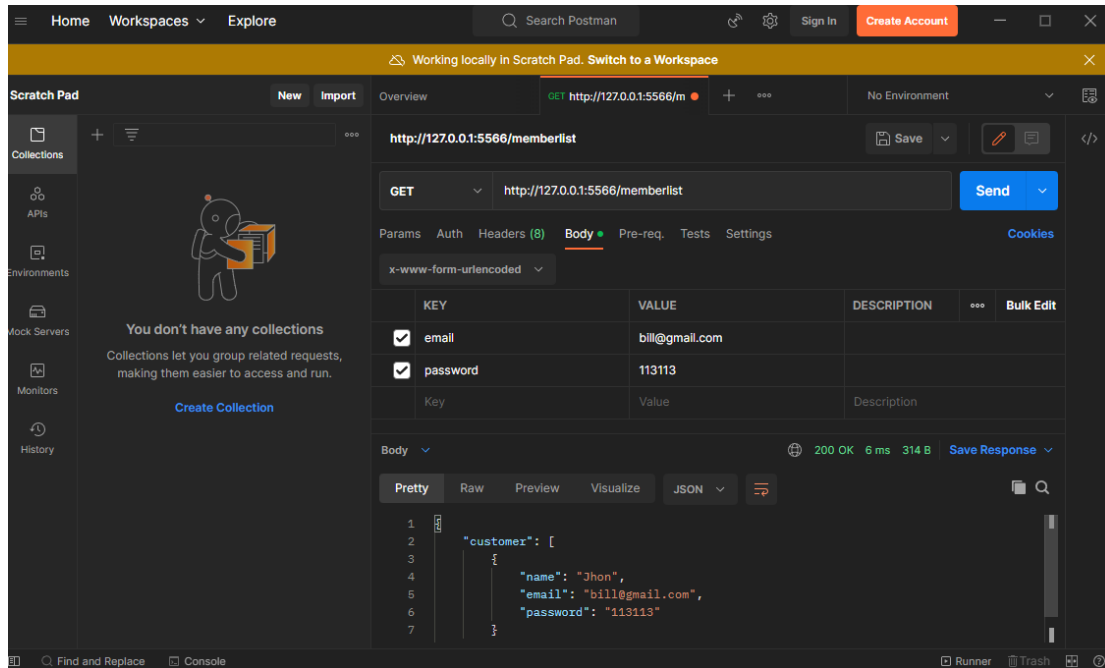 Home Workspaces Explore Search Postman Sign In Create Account
Working locally in Scratch Pad. Switch to a Workspace
Scratch Pad New Import Overview GET http://127.0.0.1:5566/m No Environment
Collections
APIs
Environments
Mock Servers
Monitors
History
You don't have any collections
Collections let you group related requests,
making them easier to access and run.
Create Collection
http://127.0.0.1:5566/memberlist Save
GET http://127.0.0.1:5566/memberlist Send
Params Auth Headers (8) Body Pre-req. Tests Settings Cookies
x-www-form-urlencoded
KEY VALUE DESCRIPTION Bulk Edit
email bill@gmail.com
password 113113
Key Value Description
Body 200 OK 6 ms 314 B Save Response
Pretty Raw Preview Visualize JSON
1 {
2 "customer": [
3 {
4 "name": "Jhon",
5 "email": "bill@gmail.com",
6 "password": "113113"
7 }
Find and Replace Console Runner Trash